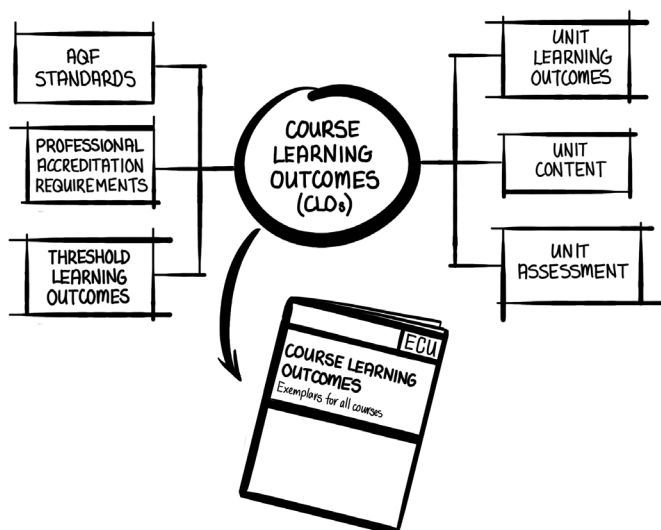 AQF
STANDARDS
PROFESSIONAL
ACCREDITATION
REQUIREMENTS
THRESHOLD
LEARNING
OUTCOMES
COURSE
LEARNING
OUTCOMES
(CLOs)
UNIT
LEARNING
OUTCOMES
UNIT
CONTENT
UNIT
ASSESSMENT
ECU
COURSE LEARNING
OUTCOMES
Exemplars for all courses